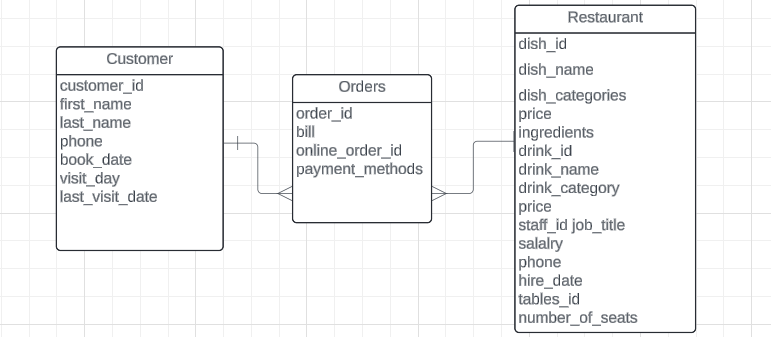 Customer
customer_id
first_name
last_name
phone
book_date
visit_day
last_visit_date
Orders
order_id
bill
online_order_id
payment_methods
Restaurant
dish_id
dish_name
dish_categories
price
ingredients
drink_id
drink_name
drink_category
price
staff_id job_title
salalry
phone
hire_date
tables_id
number_of_seats